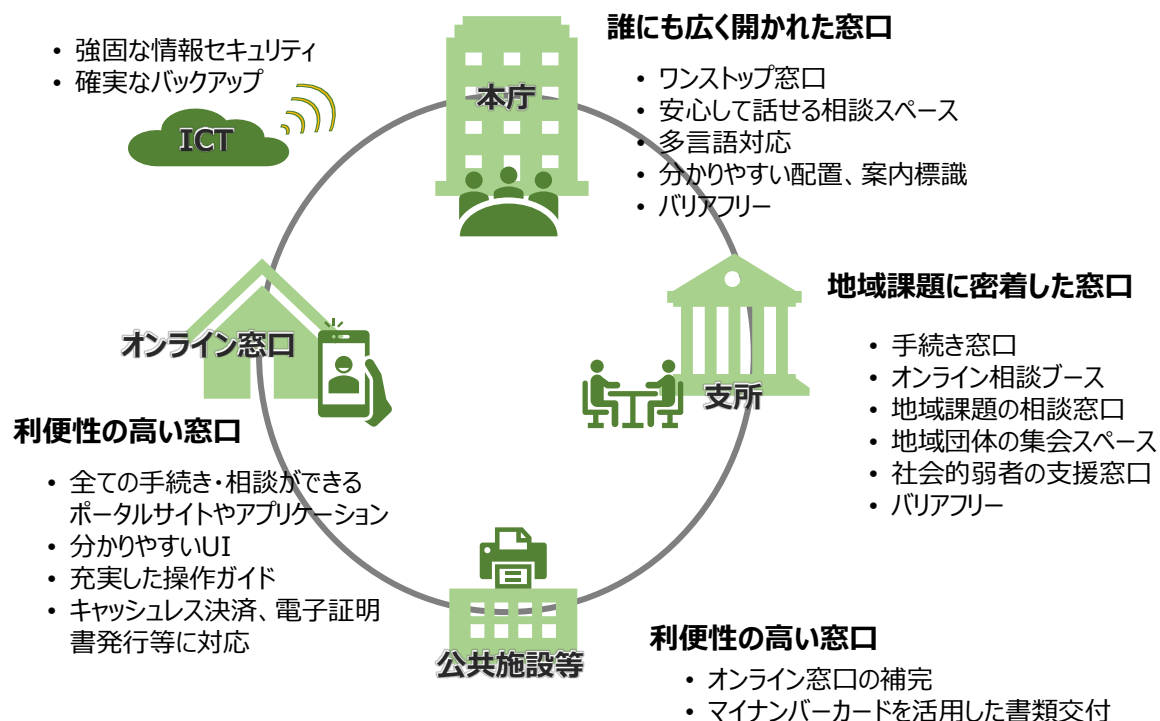 • 強固な情報セキュリティ
• 確実なバックアップ
ICT
本庁
誰にも広く開かれた窓口
• ワンストップ窓口
• 安心して話せる相談スペース
• 多言語対応
• 分かりやすい配置、案内標識
• バリアフリー
支所
地域課題に密着した窓口
• 手続き窓口
• オンライン相談ブース
• 地域課題の相談窓口
• 地域団体の集会スペース
• 社会的弱者の支援窓口
• バリアフリー
オンライン窓口
利便性の高い窓口
• 全ての手続き・相談ができる
ポータルサイトやアプリケーション
• 分かりやすいUI
• 充実した操作ガイド
• キャッシュレス決済、電子証明
書発行等に対応
公共施設等
利便性の高い窓口
• オンライン窓口の補完
• マイナンバーカードを活用した書類交付